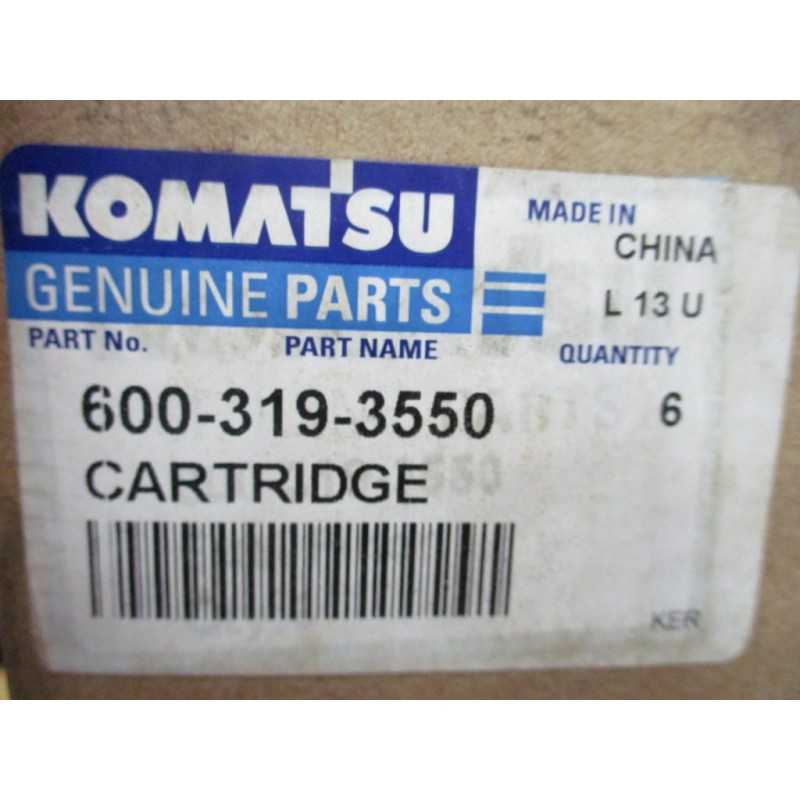 KOMATSU
GENUINE PARTS
MADE IN
CHINA
L 13 U
PART No. PART NAME QUANTITY
600-319-3550 6
CARTRIDGE
KER